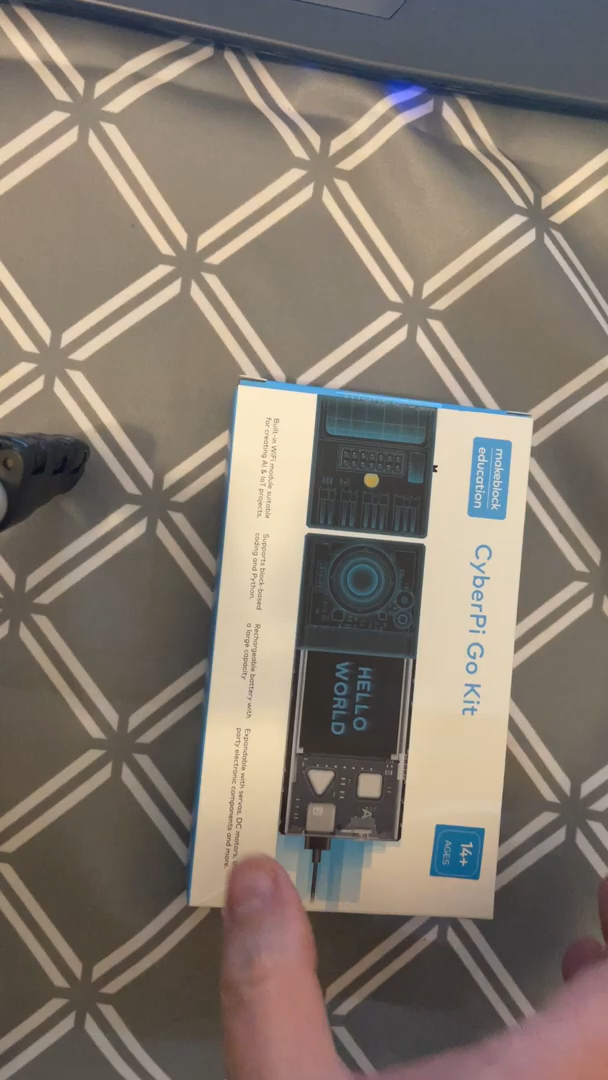 makeblock
education
CyberPi Go Kit
14+
AGES
HELLO
WORLD
A
Built-in WiFi module suitable
for creating AI & IoT projects.
Supports block-based
coding and Python.
Rechargeable battery with
a large capacity
Expandable with servos, DC motors,
party electronic components and more.